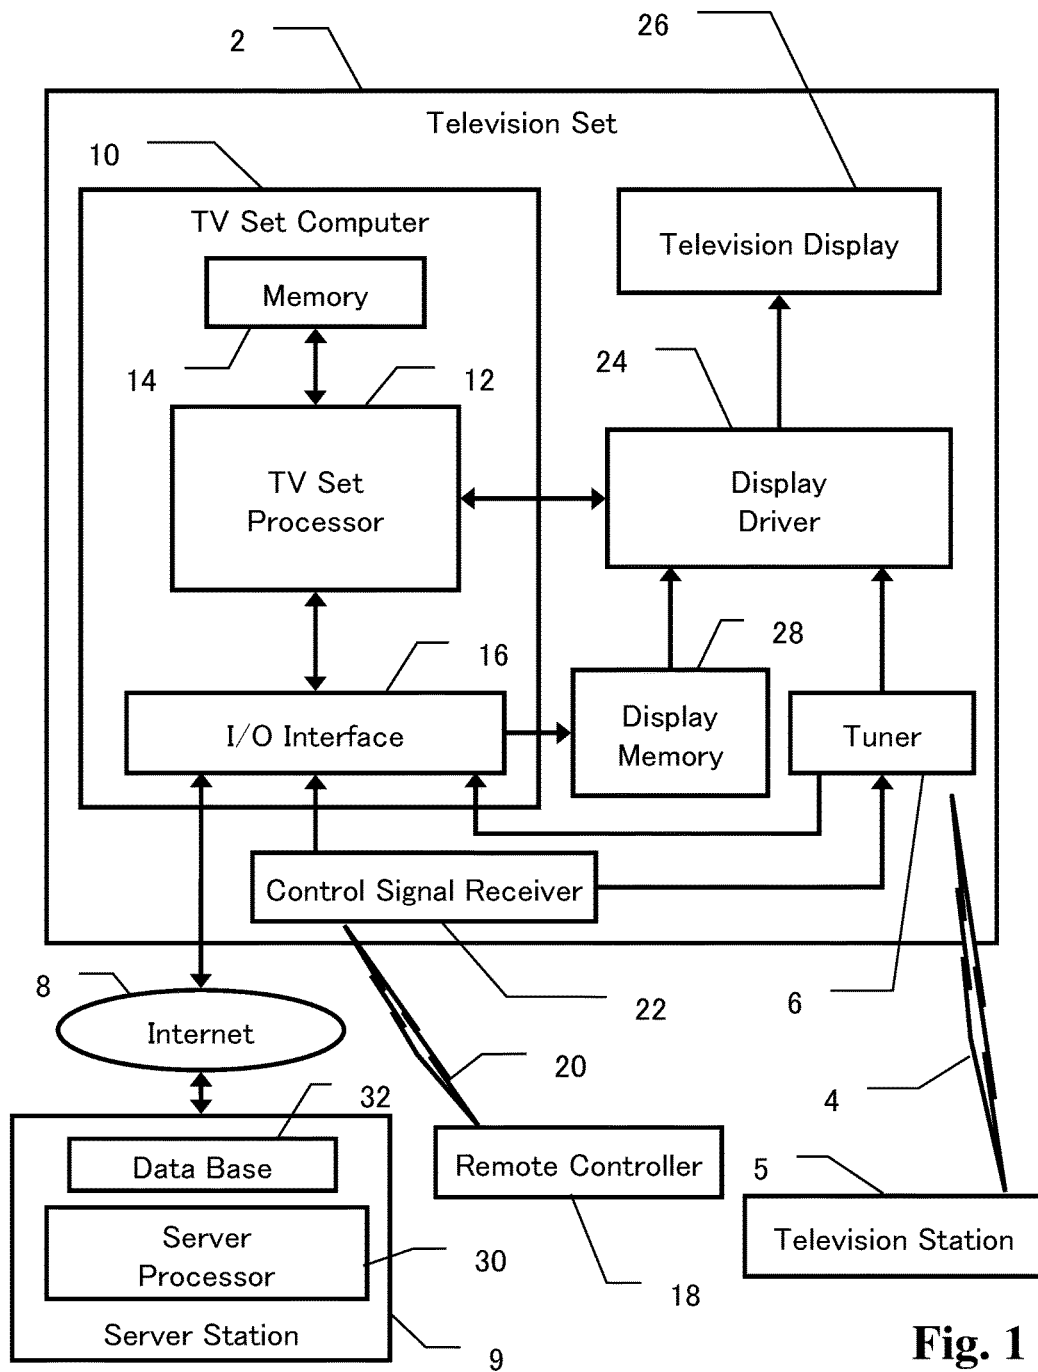 2
26
Television Set
10
TV Set Computer
Television Display
Memory
14
12
24
TV Set
Processor
Display
Driver
16
28
I/O Interface
Display
Memory
Tuner
Control Signal Receiver
8
22
6
Internet
20
4
32
Data Base
Remote Controller
5
Server
Processor
30
18
Television Station
Server Station
9
Fig. 1